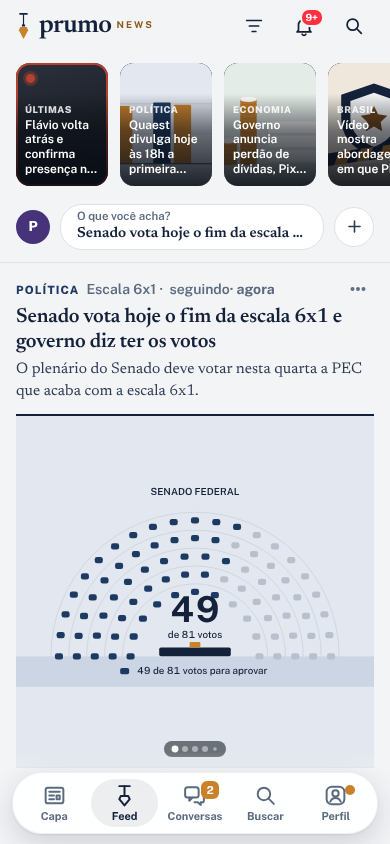 prumo NEWS
9+
ÚLTIMAS
Flávio volta
atrás e
confirma
presença n...
POLÍTICA
Quaest
divulga hoje
às 18h a
primeira...
ECONOMIA
Governo
anuncia
perdão de
dívidas, Pix...
BRASIL
Vídeo
mostra
abordage
em que P
P
O que você acha?
Senado vota hoje o fim da escala ...
POLÍTICA Escala 6x1 · seguindo· agora
Senado vota hoje o fim da escala 6x1 e
governo diz ter os votos
O plenário do Senado deve votar nesta quarta a PEC
que acaba com a escala 6x1.
SENADO FEDERAL
49
de 81 votos
49 de 81 votos para aprovar
2
Capa
Feed
Conversas
Buscar
Perfil